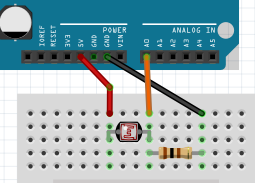 POWER
ANALOG IN
IOREF
RESET
3V3
5V
GND
GND
VIN
A0
A1
A2
A3
A4
A5